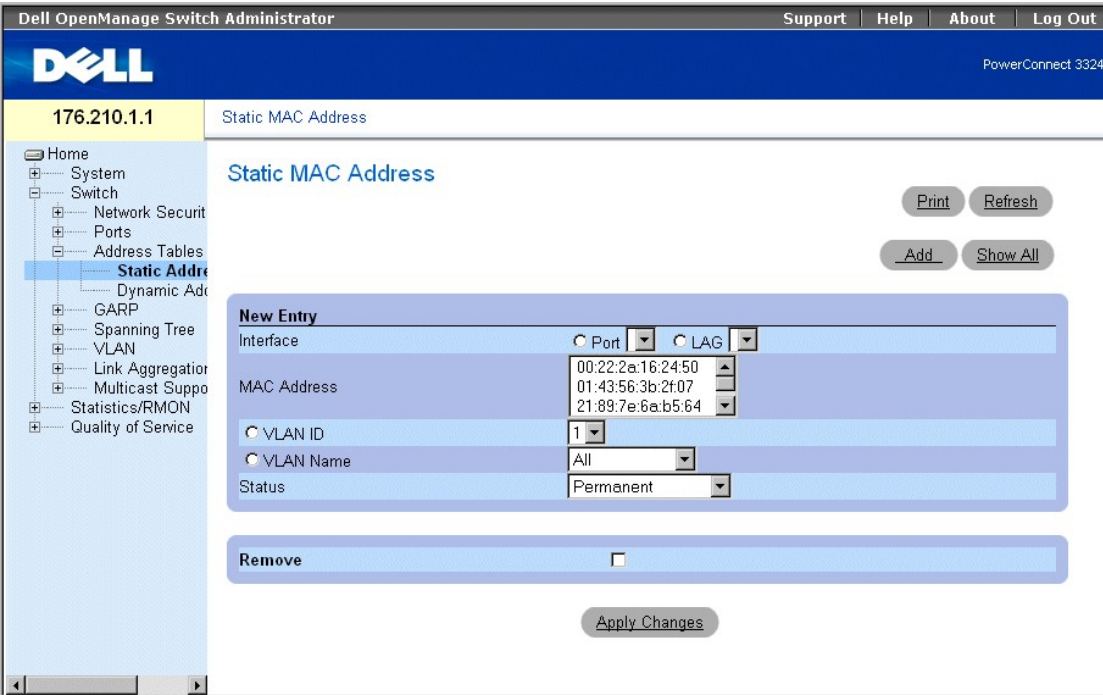 Dell OpenManage Switch Administrator
Support | Help | About | Log Out
DELL
PowerConnect 3324
176.210.1.1
Static MAC Address
Home
System
Switch
Network Securit
Ports
Address Tables
Static Addre
Dynamic Add
GARP
Spanning Tree
VLAN
Link Aggregation
Multicast Suppo
Statistics/RMON
Quality of Service
Static MAC Address
Print Refresh
Add Show All
New Entry
Interface Port LAG
MAC Address
00:22:2a:16:24:50
01:43:56:3b:2f:07
21:89:7e:6a:b5:64
VLAN ID 1
VLAN Name All
Status Permanent
Remove
Apply Changes